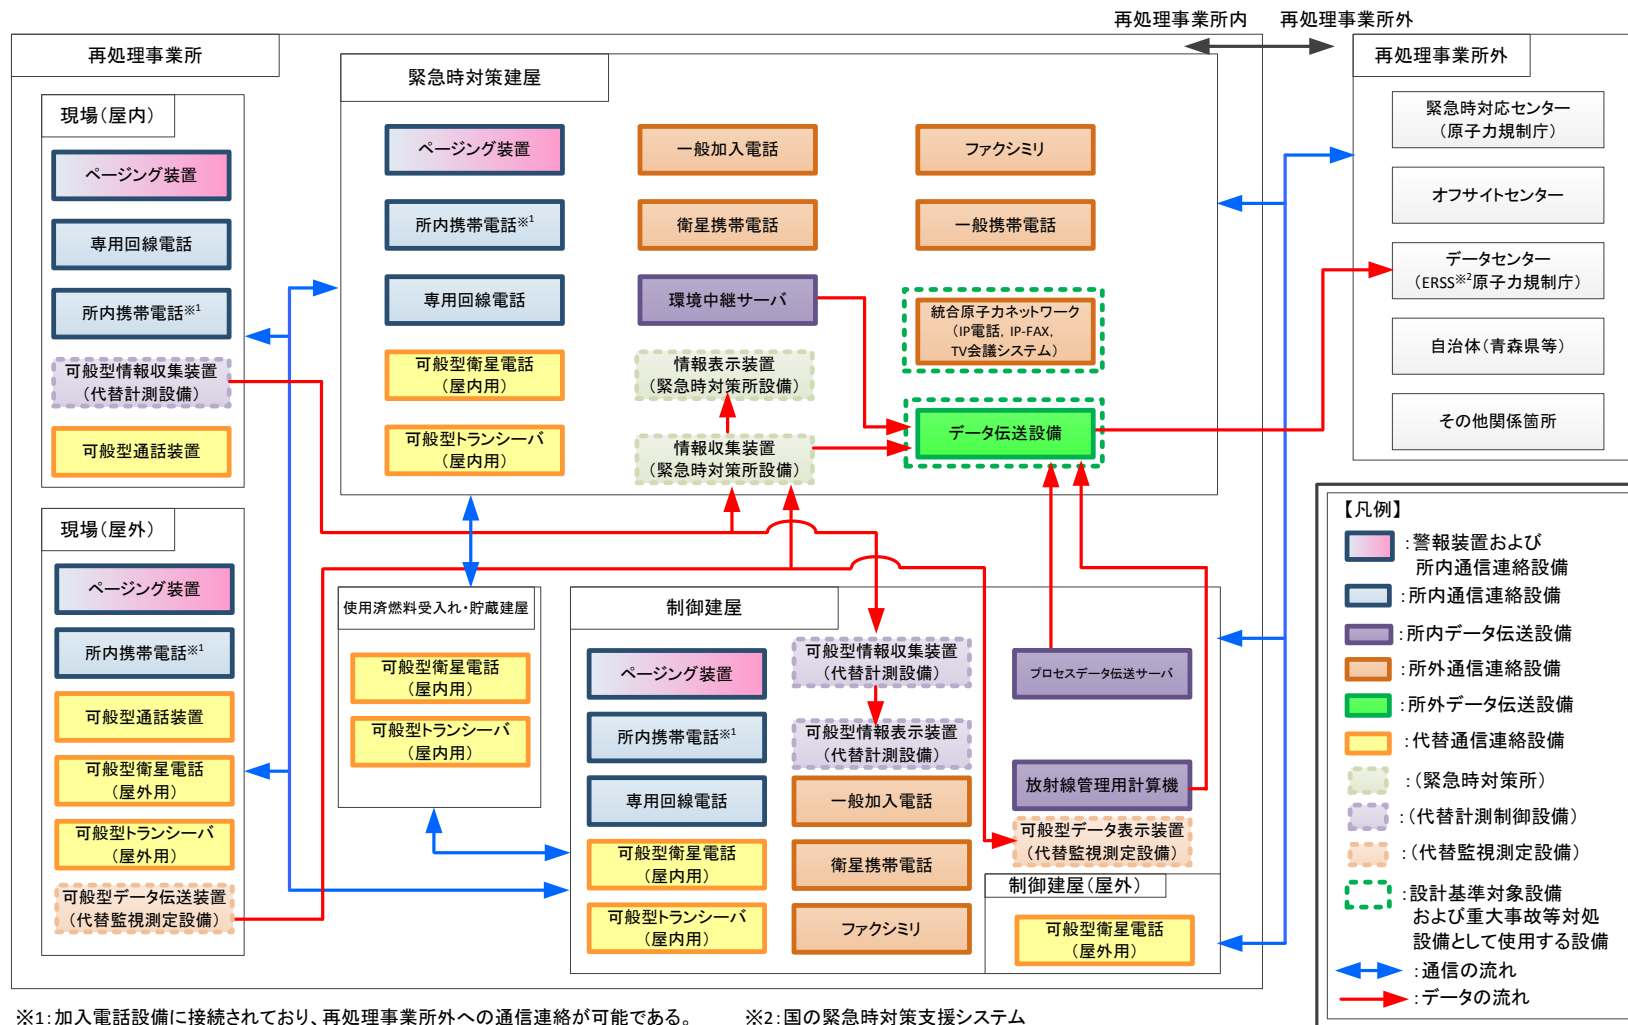 再処理事業所内
再処理事業所外
再処理事業所
現場(屋内)
ページング装置
専用回線電話
所内携帯電話※1
可般型情報収集装置
(代替計測設備)
可般型通話装置
現場(屋外)
ページング装置
所内携帯電話※1
可般型通話装置
可般型衛星電話
(屋外用)
可般型トランシーバ
(屋外用)
可般型データ伝送装置
(代替監視測定設備)
緊急時対策建屋
ページング装置
所内携帯電話※1
専用回線電話
可般型衛星電話
(屋内用)
可般型トランシーバ
(屋内用)
一般加入電話
衛星携帯電話
環境中継サーバ
情報表示装置
(緊急時対策所設備)
情報収集装置
(緊急時対策所設備)
ファクシミリ
一般携帯電話
統合原子力ネットワーク
(IP電話, IP-FAX,
TV会議システム)
データ伝送設備
使用済燃料受入れ・貯蔵建屋
可般型衛星電話
(屋内用)
可般型トランシーバ
(屋内用)
制御建屋
ページング装置
所内携帯電話※1
専用回線電話
可般型衛星電話
(屋内用)
可般型トランシーバ
(屋内用)
可般型情報収集装置
(代替計測設備)
可般型情報表示装置
(代替計測設備)
一般加入電話
衛星携帯電話
ファクシミリ
プロセスデータ伝送サーバ
放射線管理用計算機
可般型データ表示装置
(代替監視測定設備)
制御建屋(屋外)
可般型衛星電話
(屋外用)
再処理事業所外
緊急時対応センター
(原子力規制庁)
オフサイトセンター
データセンター
(ERSS※2原子力規制庁)
自治体(青森県等)
その他関係箇所
【凡例】
:警報装置および
所内通信連絡設備
:所内通信連絡設備
:所内データ伝送設備
:所外通信連絡設備
:所外データ伝送設備
:代替通信連絡設備
:(緊急時対策所)
:(代替計測制御設備)
:(代替監視測定設備)
:設計基準対象設備
および重大事故等対処
設備として使用する設備
:通信の流れ
:データの流れ
※1:加入電話設備に接続されており、再処理事業所外への通信連絡が可能である。
※2:国の緊急時対策支援システム